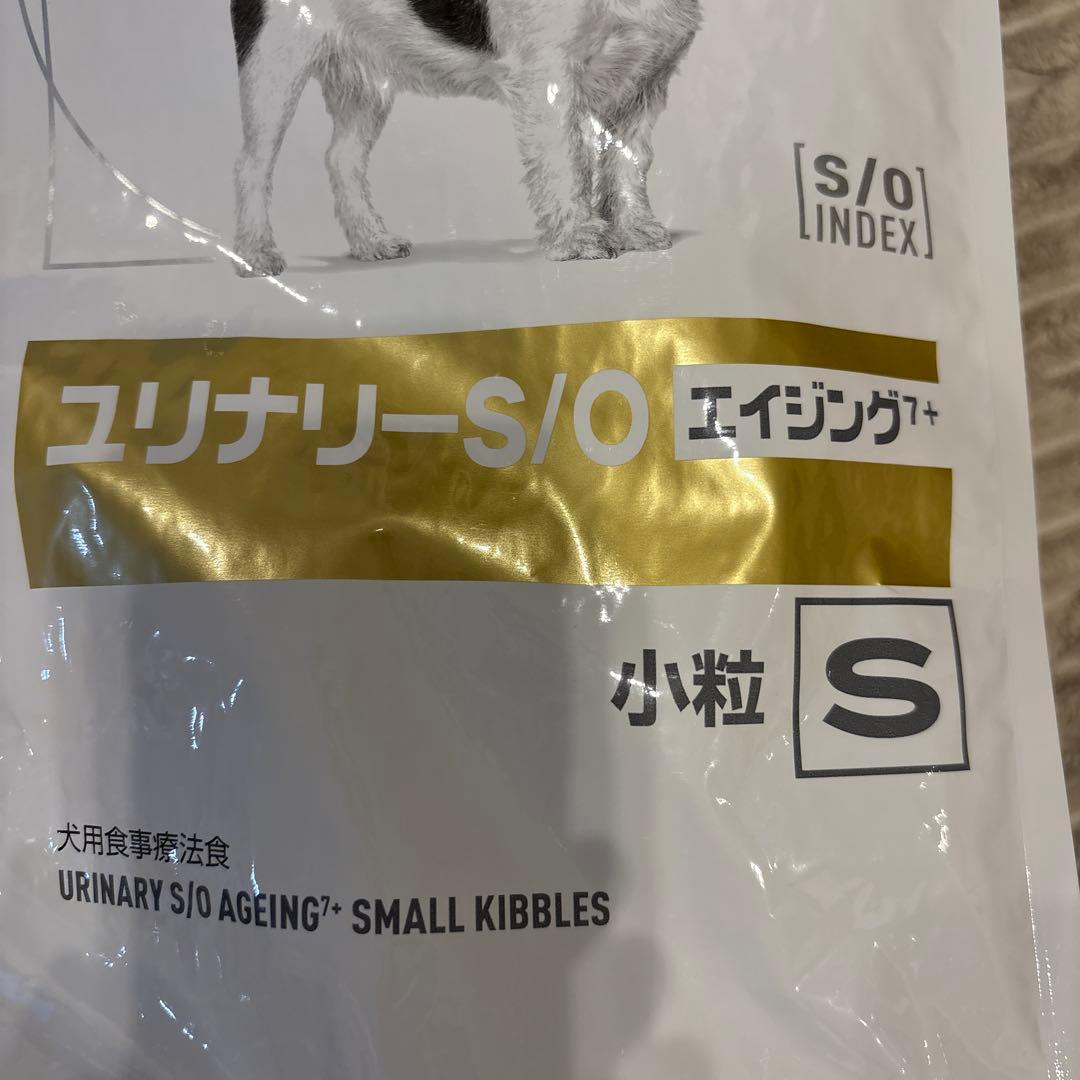 [S/O
INDEX]
ユリナリーS/O エイジング7+
小粒 S
犬用食事療法食
URINARY S/O AGEING7+ SMALL KIBBLES